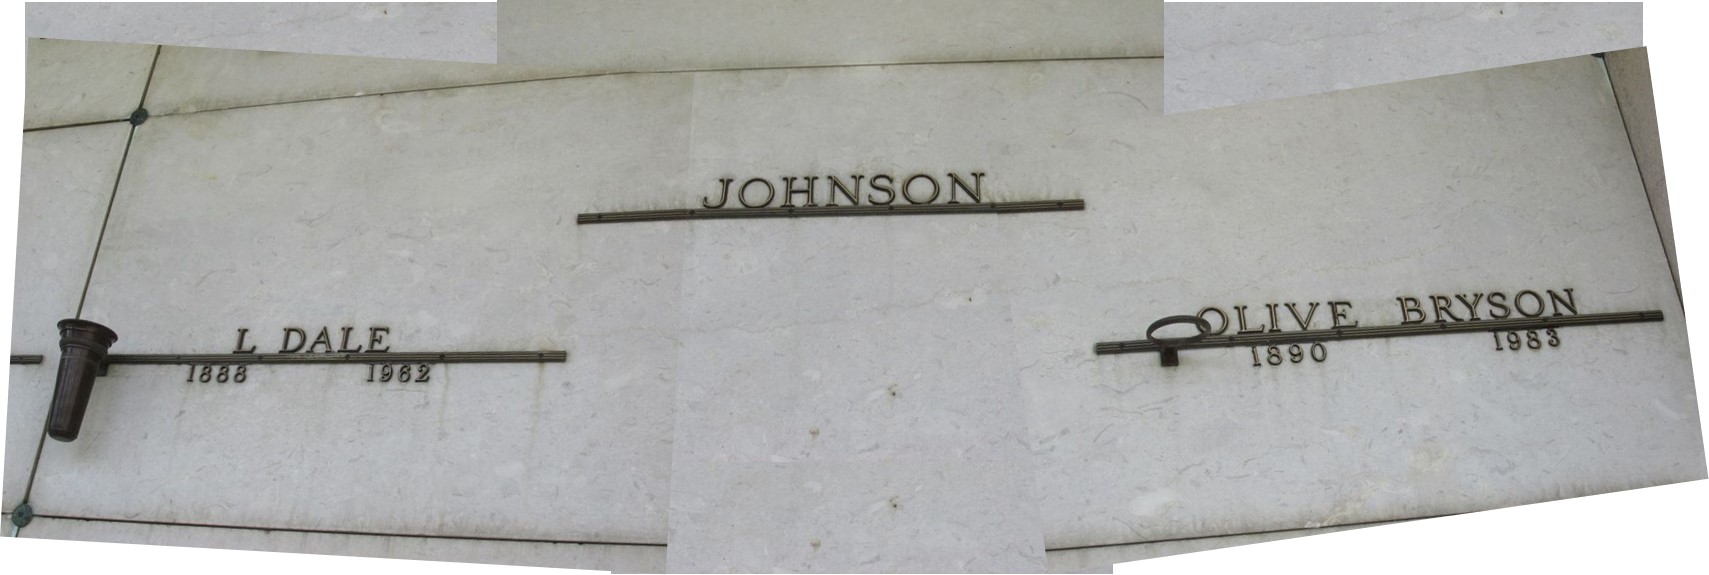 JOHNSON
L DALE
1888 1962
OLIVE BRYSON
1890 1983